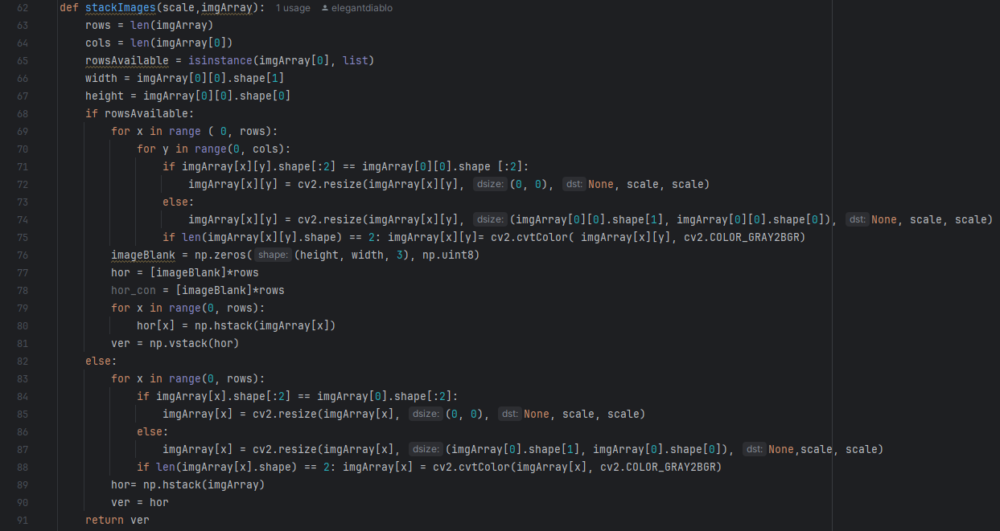 62 def stackImages(scale,imgArray): 1 usage elegantdiablo
63     rows = len(imgArray)
64     cols = len(imgArray[0])
65     rowsAvailable = isinstance(imgArray[0], list)
66     width = imgArray[0][0].shape[1]
67     height = imgArray[0][0].shape[0]
68     if rowsAvailable:
69         for x in range ( 0, rows):
70             for y in range(0, cols):
71                 if imgArray[x][y].shape[:2] == imgArray[0][0].shape [:2]:
72                     imgArray[x][y] = cv2.resize(imgArray[x][y], dsize: (0, 0), dst: None, scale, scale)
73                 else:
74                     imgArray[x][y] = cv2.resize(imgArray[x][y], dsize: (imgArray[0][0].shape[1], imgArray[0][0].shape[0]), dst: None, scale, scale)
75                 if len(imgArray[x][y].shape) == 2: imgArray[x][y]= cv2.cvtColor( imgArray[x][y], cv2.COLOR_GRAY2BGR)
76         imageBlank = np.zeros( shape: (height, width, 3), np.uint8)
77         hor = [imageBlank]*rows
78         hor_con = [imageBlank]*rows
79         for x in range(0, rows):
80             hor[x] = np.hstack(imgArray[x])
81         ver = np.vstack(hor)
82     else:
83         for x in range(0, rows):
84             if imgArray[x].shape[:2] == imgArray[0].shape[:2]:
85                 imgArray[x] = cv2.resize(imgArray[x], dsize: (0, 0), dst: None, scale, scale)
86             else:
87                 imgArray[x] = cv2.resize(imgArray[x], dsize: (imgArray[0].shape[1], imgArray[0].shape[0]), dst: None,scale, scale)
88             if len(imgArray[x].shape) == 2: imgArray[x] = cv2.cvtColor(imgArray[x], cv2.COLOR_GRAY2BGR)
89         hor= np.hstack(imgArray)
90         ver = hor
91     return ver